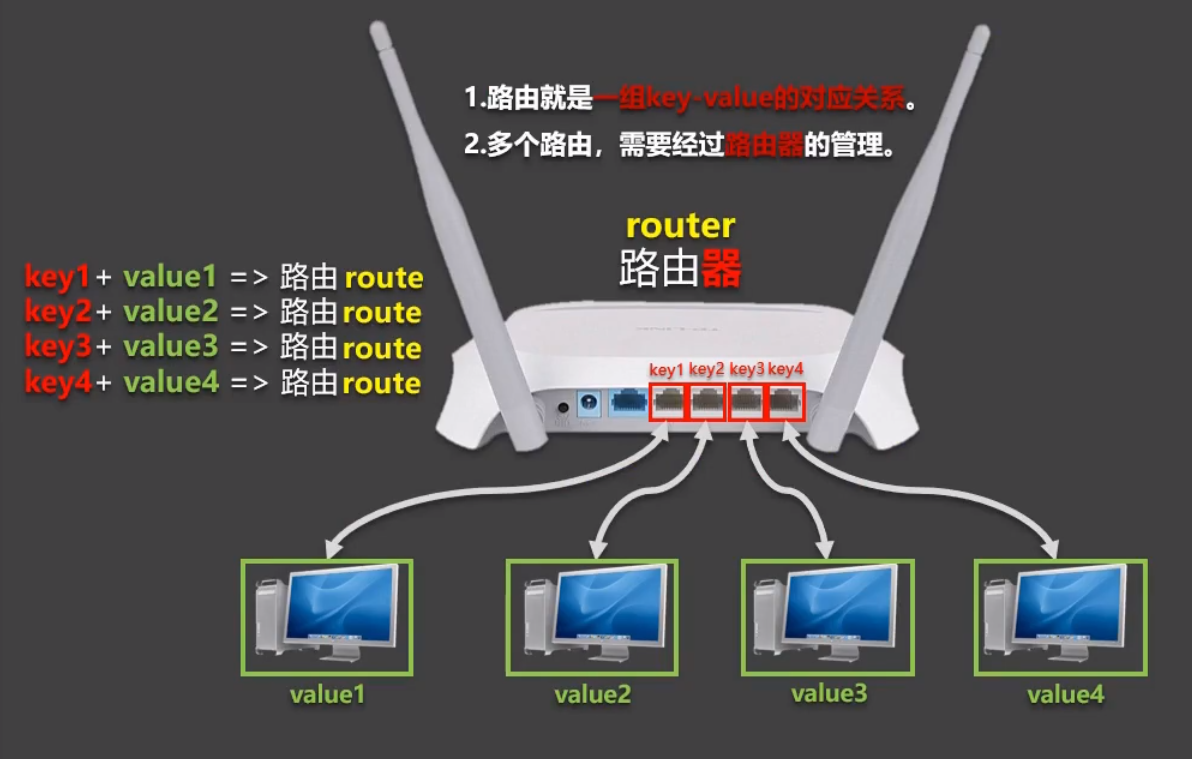 1.路由就是一组key-value的对应关系。
2.多个路由，需要经过路由器的管理。
router
路由器
key1+ value1 => 路由 route
key2+ value2 => 路由 route
key3+ value3 => 路由 route
key4+ value4 => 路由 route
TP-LINK
key1 key2 key3 key4
value1 value2 value3 value4